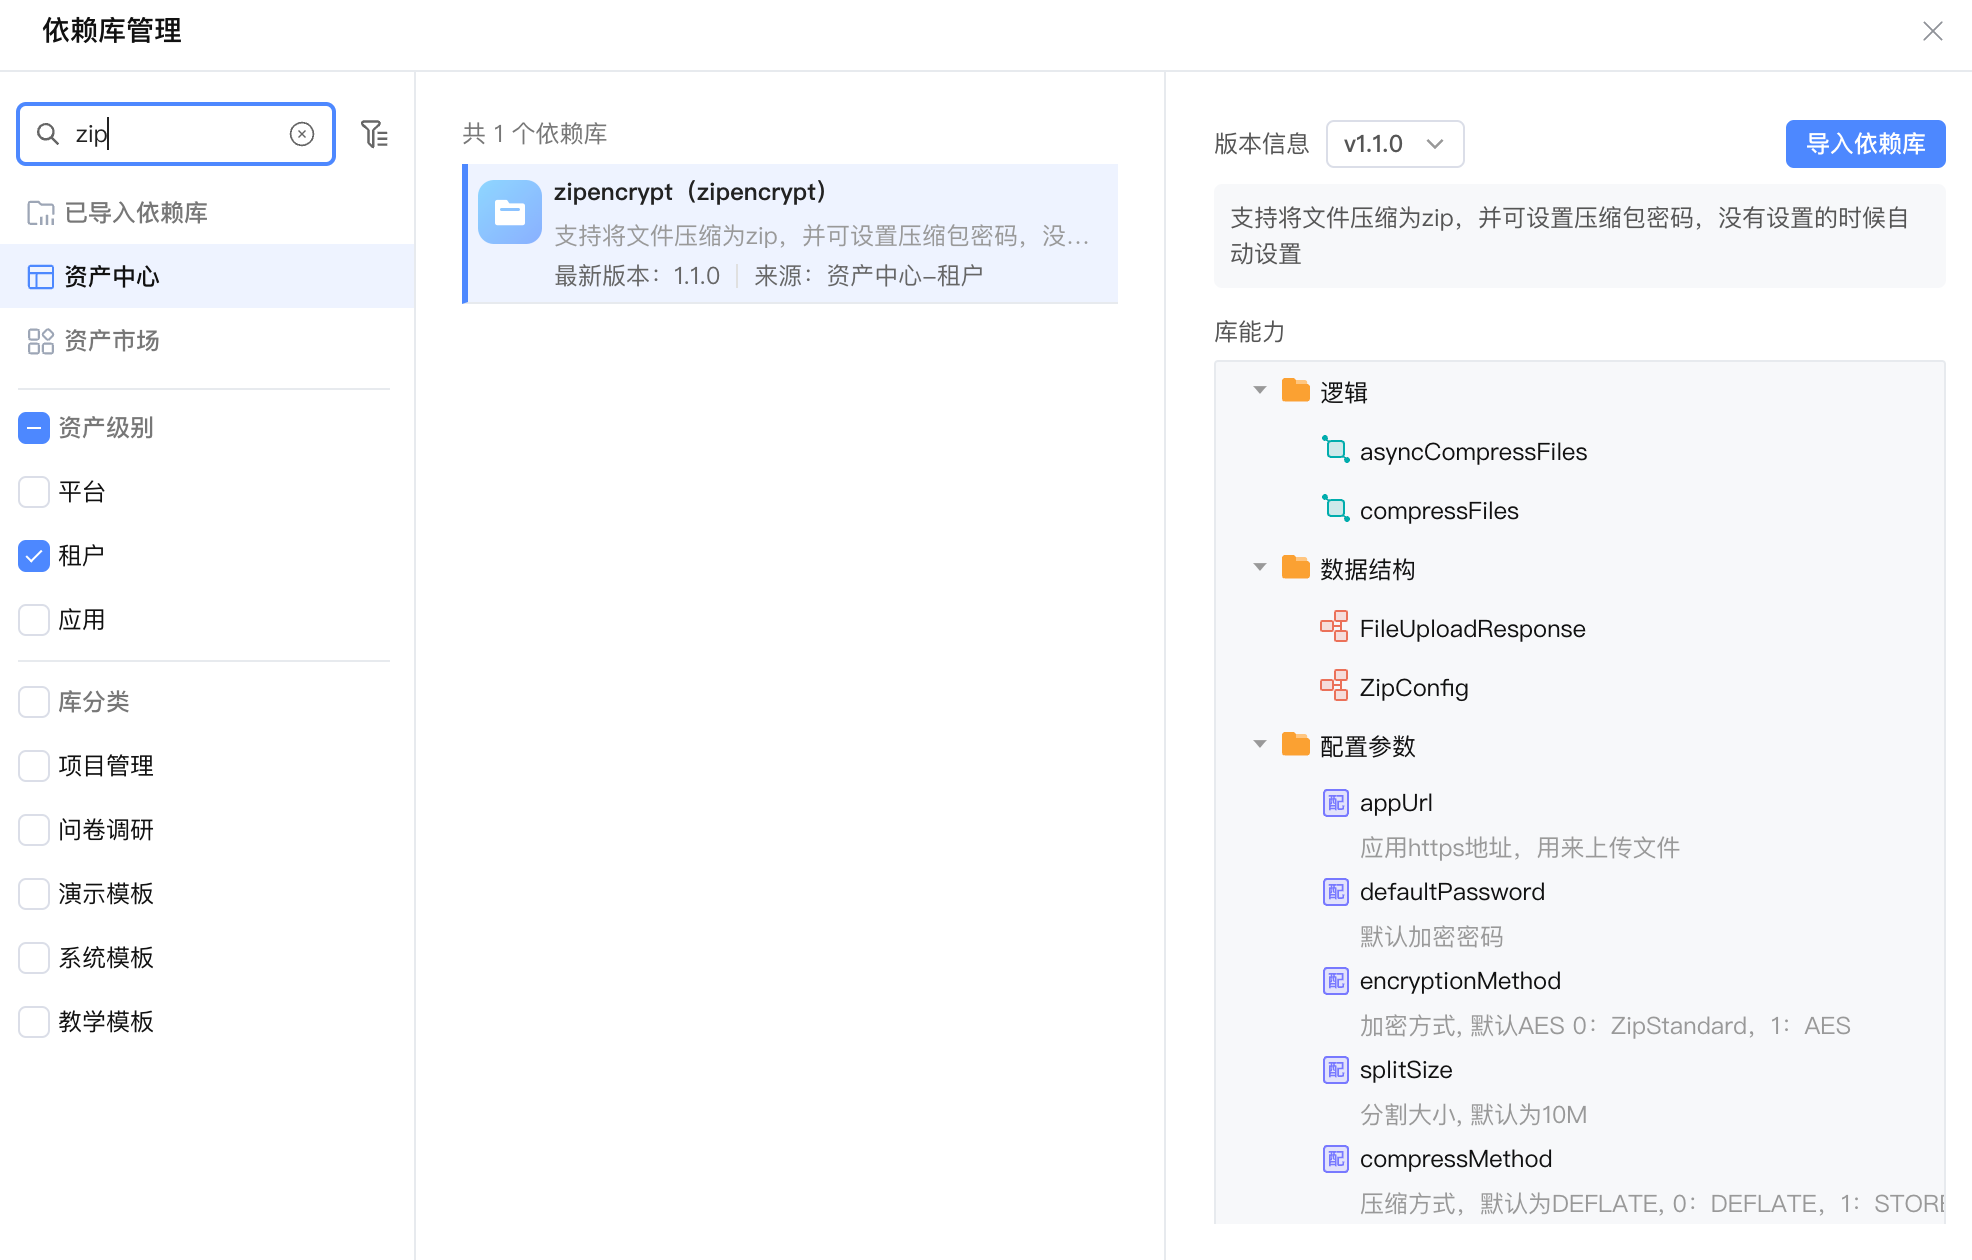 依赖库管理
zip
已导入依赖库
资产中心
资产市场
资产级别
平台
租户
应用
库分类
项目管理
问卷调研
演示模板
系统模板
教学模板
共 1 个依赖库
zipencrypt（zipencrypt）
支持将文件压缩为zip，并可设置压缩包密码，没...
最新版本：1.1.0 | 来源：资产中心-租户
版本信息 v1.1.0
导入依赖库
支持将文件压缩为zip，并可设置压缩包密码，没有设置的时候自
动设置
库能力
逻辑
asyncCompressFiles
compressFiles
数据结构
FileUploadResponse
ZipConfig
配置参数
配 appUrl
应用https地址，用来上传文件
配 defaultPassword
默认加密密码
配 encryptionMethod
加密方式, 默认AES 0：ZipStandard，1：AES
配 splitSize
分割大小, 默认为10M
配 compressMethod
压缩方式，默认为DEFLATE, 0：DEFLATE，1：STORE